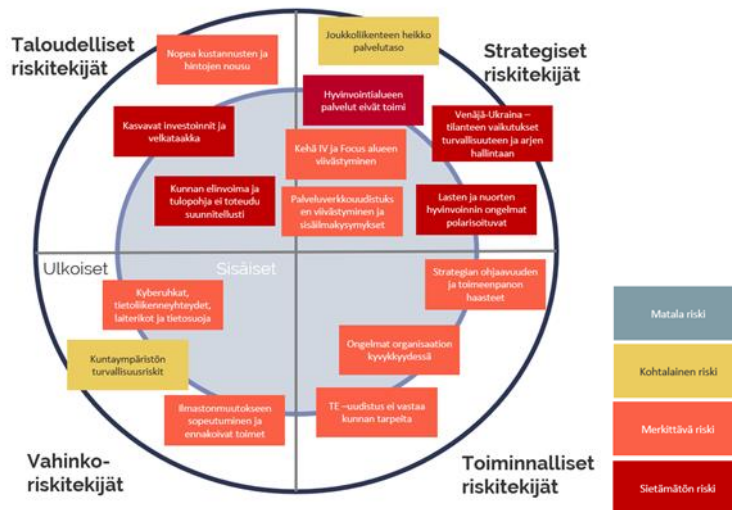 Taloudelliset
riskitekijät
Nopea kustannusten ja
hintojen nousu
Joukkoliikenteen heikko
palvelutaso
Strategiset
riskitekijät
Hyvinvointialueen
palvelut eivät toimi
Kasvavat investoinnit ja
velkataakka
Venäjä-Ukraina –
tilanteen vaikutukset
turvallisuuteen ja arjen
hallintaan
Kehä IV ja Focus alueen
viivästyminen
Kunnan elinvoima ja
tulopohja ei toteudu
suunnitellusti
Palveluverkkouudistuks
en viivästyminen ja
sisäilmakysymykset
Lasten ja nuorten
hyvinvoinnin ongelmat
polarisoituvat
Ulkoiset
Sisäiset
Strategian ohjaavuuden
ja toimeenpanon
haasteet
Kyberuhkat,
tietoliikenneyhteydet,
laiterikot ja tietosuoja
Ongelmat organisaation
kyvykkyydessä
Kuntaympäristön
turvallisuusriskit
Ilmastonmuutokseen
sopeutuminen ja
ennakoivat toimet
TE –uudistus ei vastaa
kunnan tarpeita
Vahinko-
riskitekijät
Toiminnalliset
riskitekijät
Matala riski
Kohtalainen riski
Merkittävä riski
Sietämätön riski